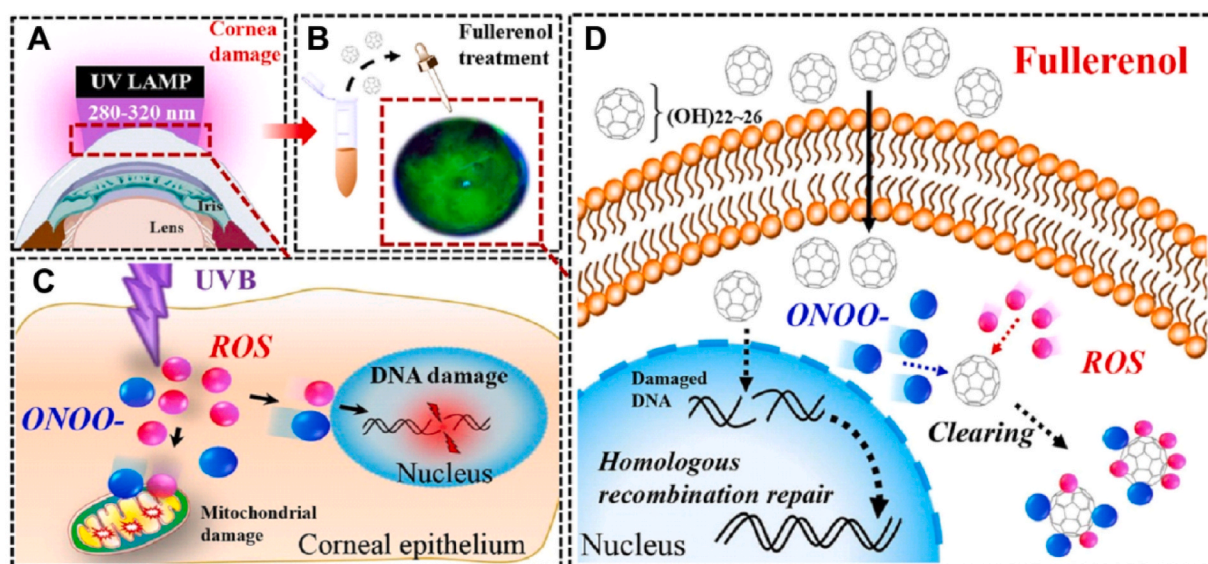 A
Cornea
damage
UV LAMP
280-320 nm
Iris
Lens
B
Fullerenol
treatment
C
UVB
ROS
ONOO-
DNA damage
Nucleus
Mitochondrial
damage
Corneal epithelium
D
Fullerenol
(OH)22~26
ONOO-
ROS
Damaged
DNA
Clearing
Homologous
recombination repair
Nucleus